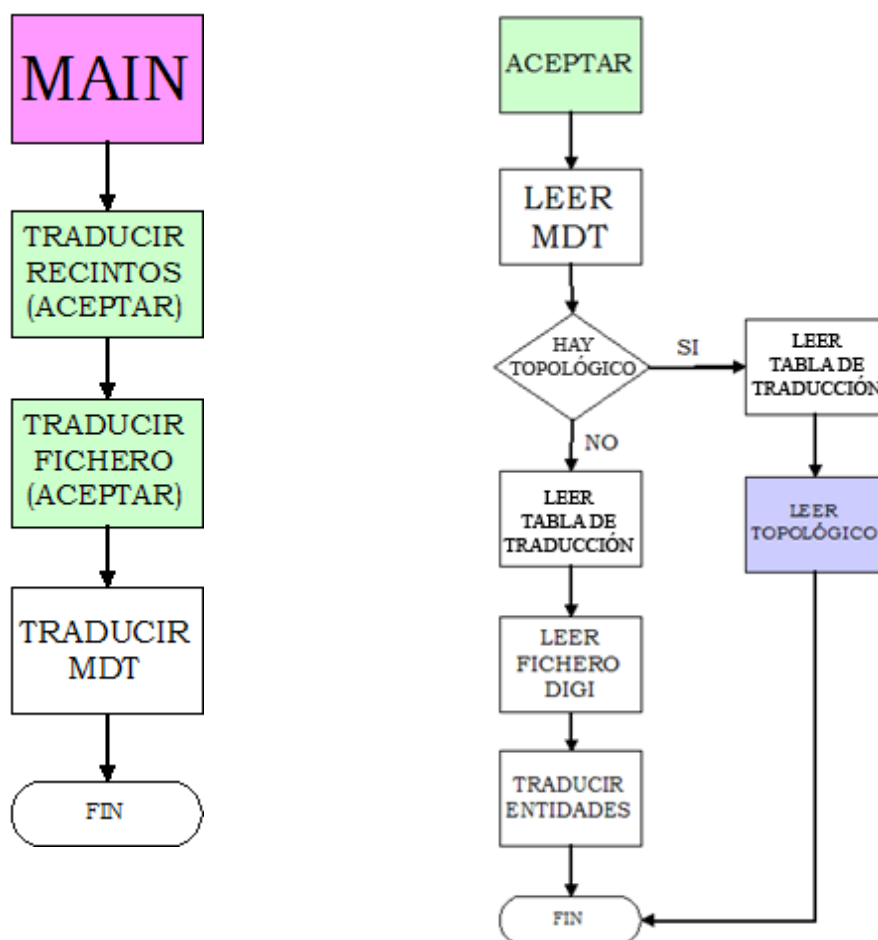 MAIN
TRADUCIR
RECINTOS
(ACEPTAR)
TRADUCIR
FICHERO
(ACEPTAR)
TRADUCIR
MDT
FIN
ACEPTAR
LEER
MDT
HAY
TOPOLÓGICO
SI
LEER
TABLA DE
TRADUCCIÓN
LEER
TOPOLÓGICO
NO
LEER
TABLA DE
TRADUCCIÓN
LEER
FICHERO
DIGI
TRADUCIR
ENTIDADES
FIN